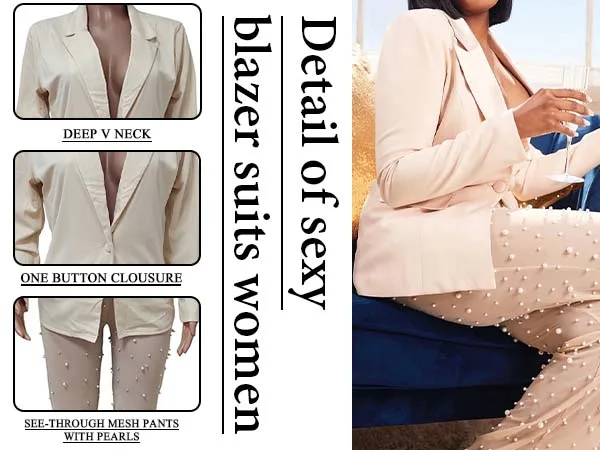 DEEP V NECK
ONE BUTTON CLOUSURE
SEE-THROUGH MESH PANTS
WITH PEARLS
Detail of sexy
blazer suits women